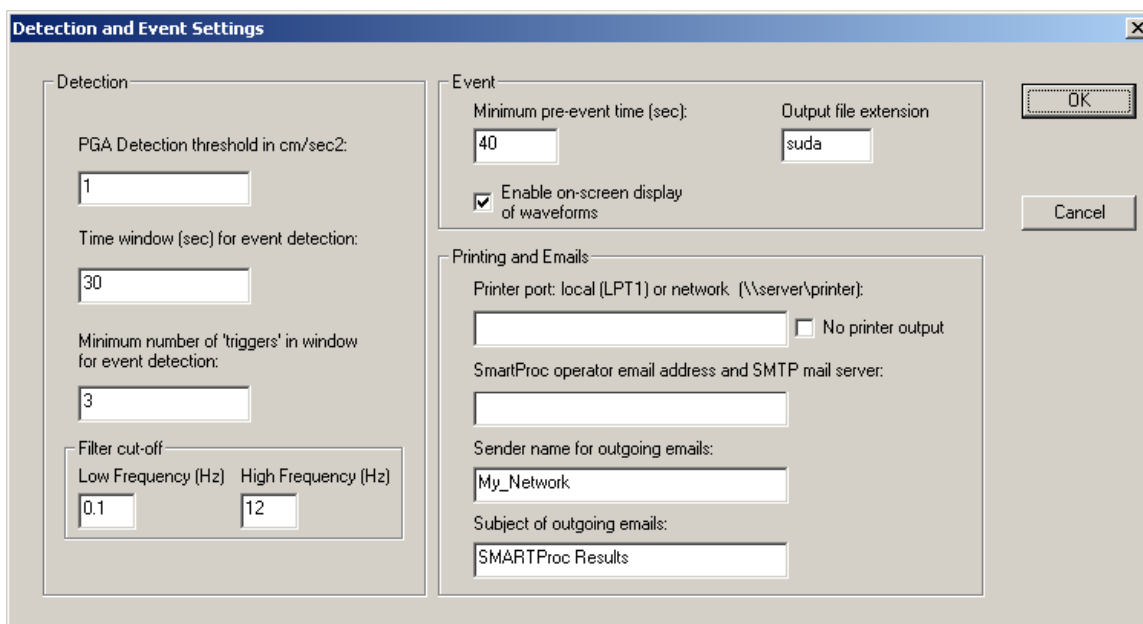 Detection and Event Settings
Detection
PGA Detection threshold in cm/sec2:
1
Time window (sec) for event detection:
30
Minimum number of 'triggers' in window
for event detection:
3
Filter cut-off
Low Frequency (Hz) High Frequency (Hz)
0.1 12
Event
Minimum pre-event time (sec): Output file extension
40 suda
Enable on-screen display
of waveforms
Printing and Emails
Printer port: local (LPT1) or network (\\server\printer):
No printer output
SmartProc operator email address and SMTP mail server:
Sender name for outgoing emails:
My_Network
Subject of outgoing emails:
SMARTProc Results
OK
Cancel